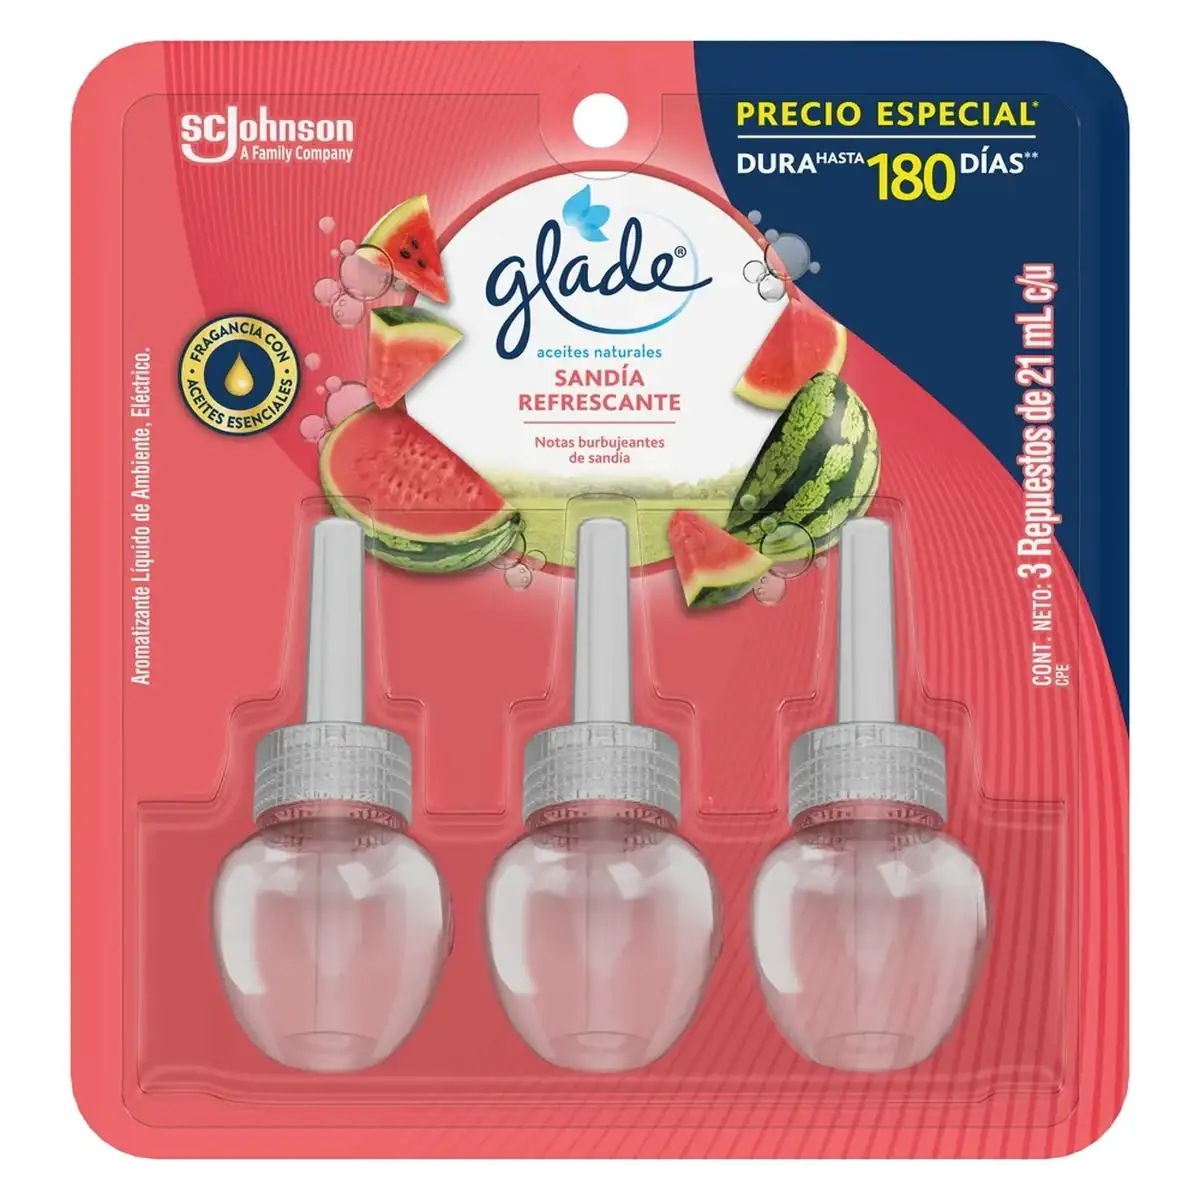 SC Johnson
A Family Company
PRECIO ESPECIAL*
DURA HASTA 180 DÍAS**
glade®
aceites naturales
SANDÍA
REFRESCANTE
Notas burbujeantes
de sandía
FRAGANCIA CON
ACEITES ESENCIALES
Aromatizante Líquido de Ambiente, Eléctrico.
CONT. NETO: 3 Repuestos de 21 mL c/u
CPE